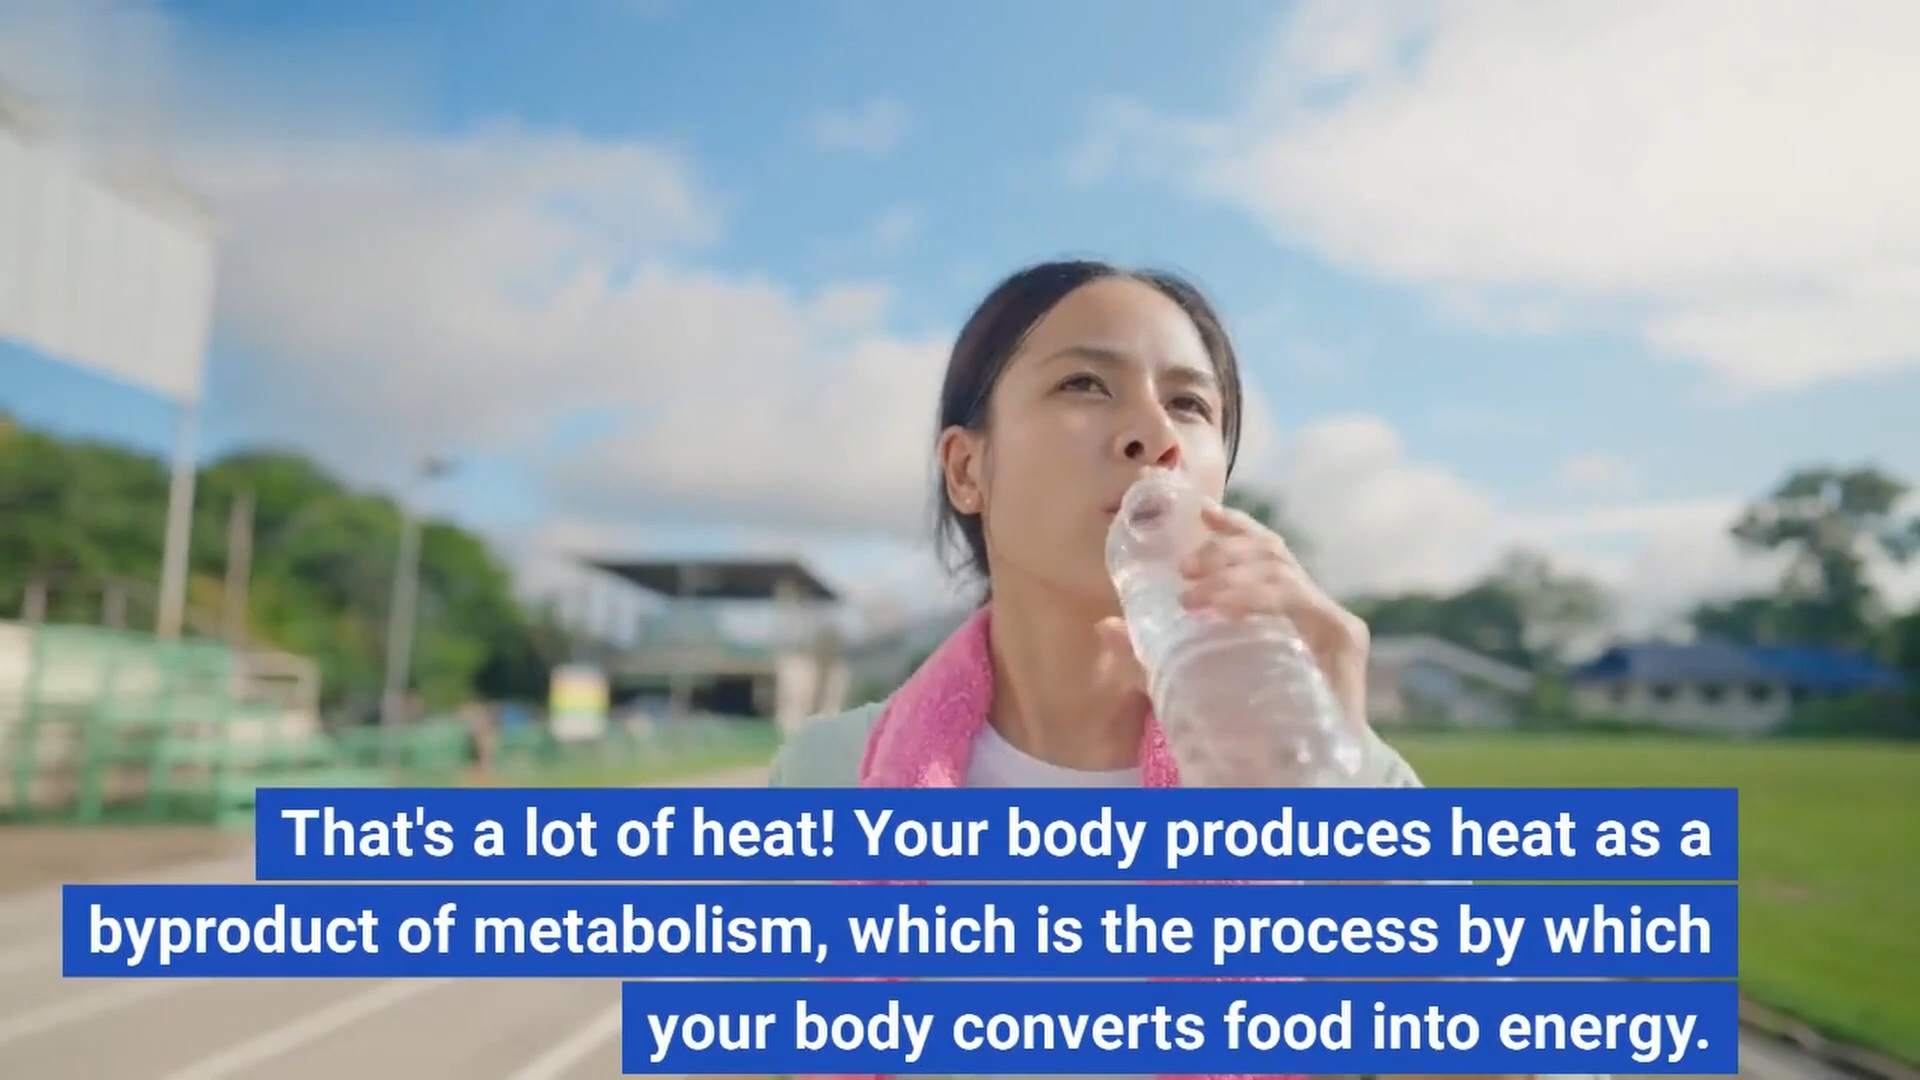 That's a lot of heat! Your body produces heat as a
byproduct of metabolism, which is the process by which
your body converts food into energy.